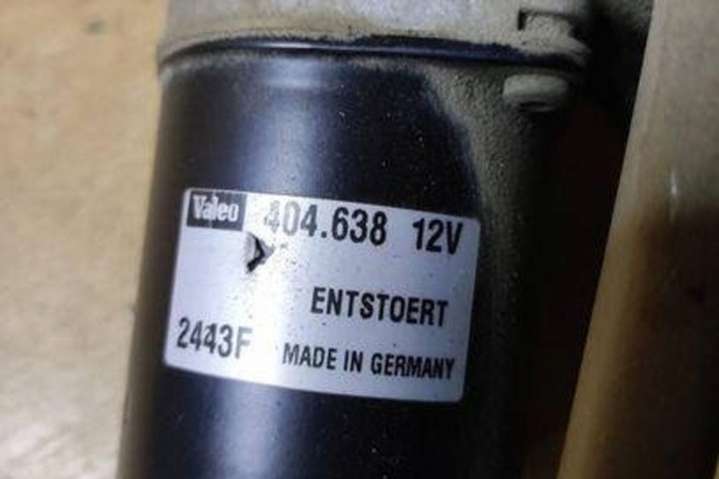 Valeo 404.638 12V
ENTSTOERT
2443F MADE IN GERMANY